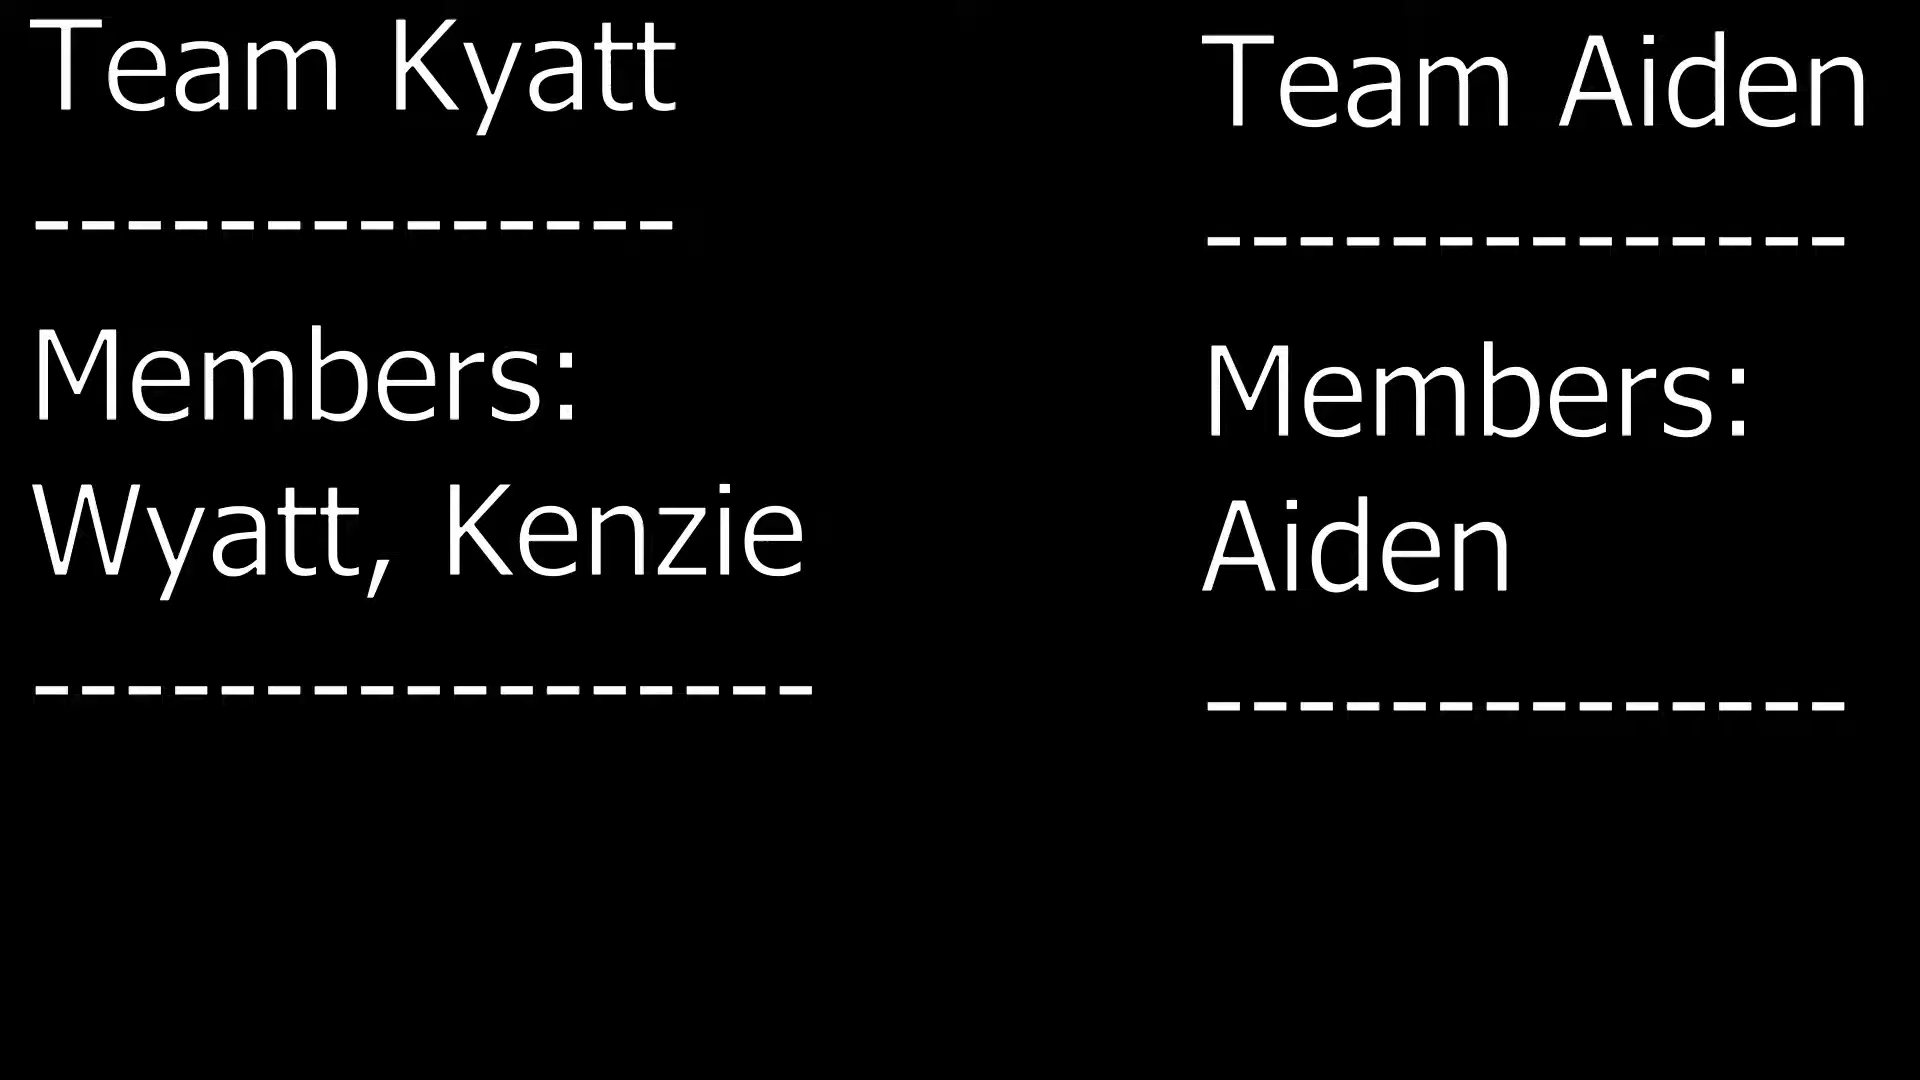 Team Kyatt
--------------
Members:
Wyatt, Kenzie
-----------------
Team Aiden
--------------
Members:
Aiden
--------------